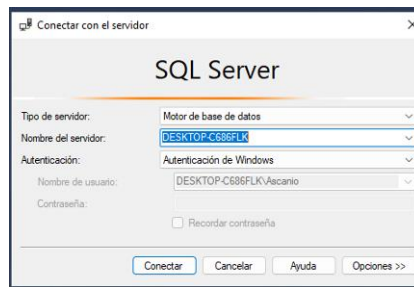 Conectar con el servidor
SQL Server
Tipo de servidor: Motor de base de datos
Nombre del servidor: DESKTOP-C686FLK
Autenticación: Autenticación de Windows
Nombre de usuario: DESKTOP-C686FLK\Ascanio
Contraseña:
Recordar contraseña
Conectar Cancelar Ayuda Opciones >>